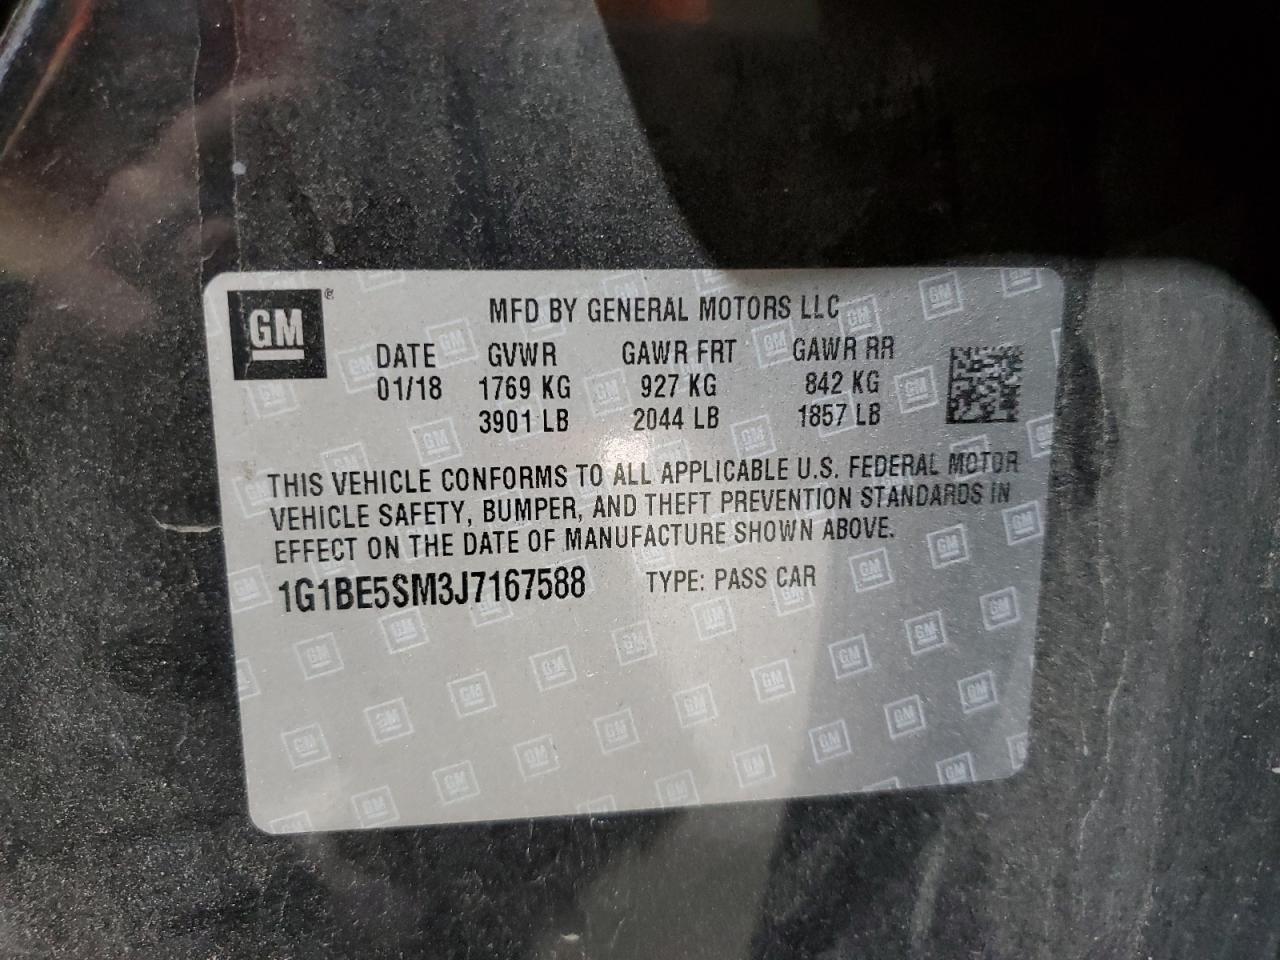 GM®
MFD BY GENERAL MOTORS LLC
DATE GVWR GAWR FRT GAWR RR
01/18 1769 KG 927 KG 842 KG
3901 LB 2044 LB 1857 LB
THIS VEHICLE CONFORMS TO ALL APPLICABLE U.S. FEDERAL MOTOR
VEHICLE SAFETY, BUMPER, AND THEFT PREVENTION STANDARDS IN
EFFECT ON THE DATE OF MANUFACTURE SHOWN ABOVE.
1G1BE5SM3J7167588 TYPE: PASS CAR